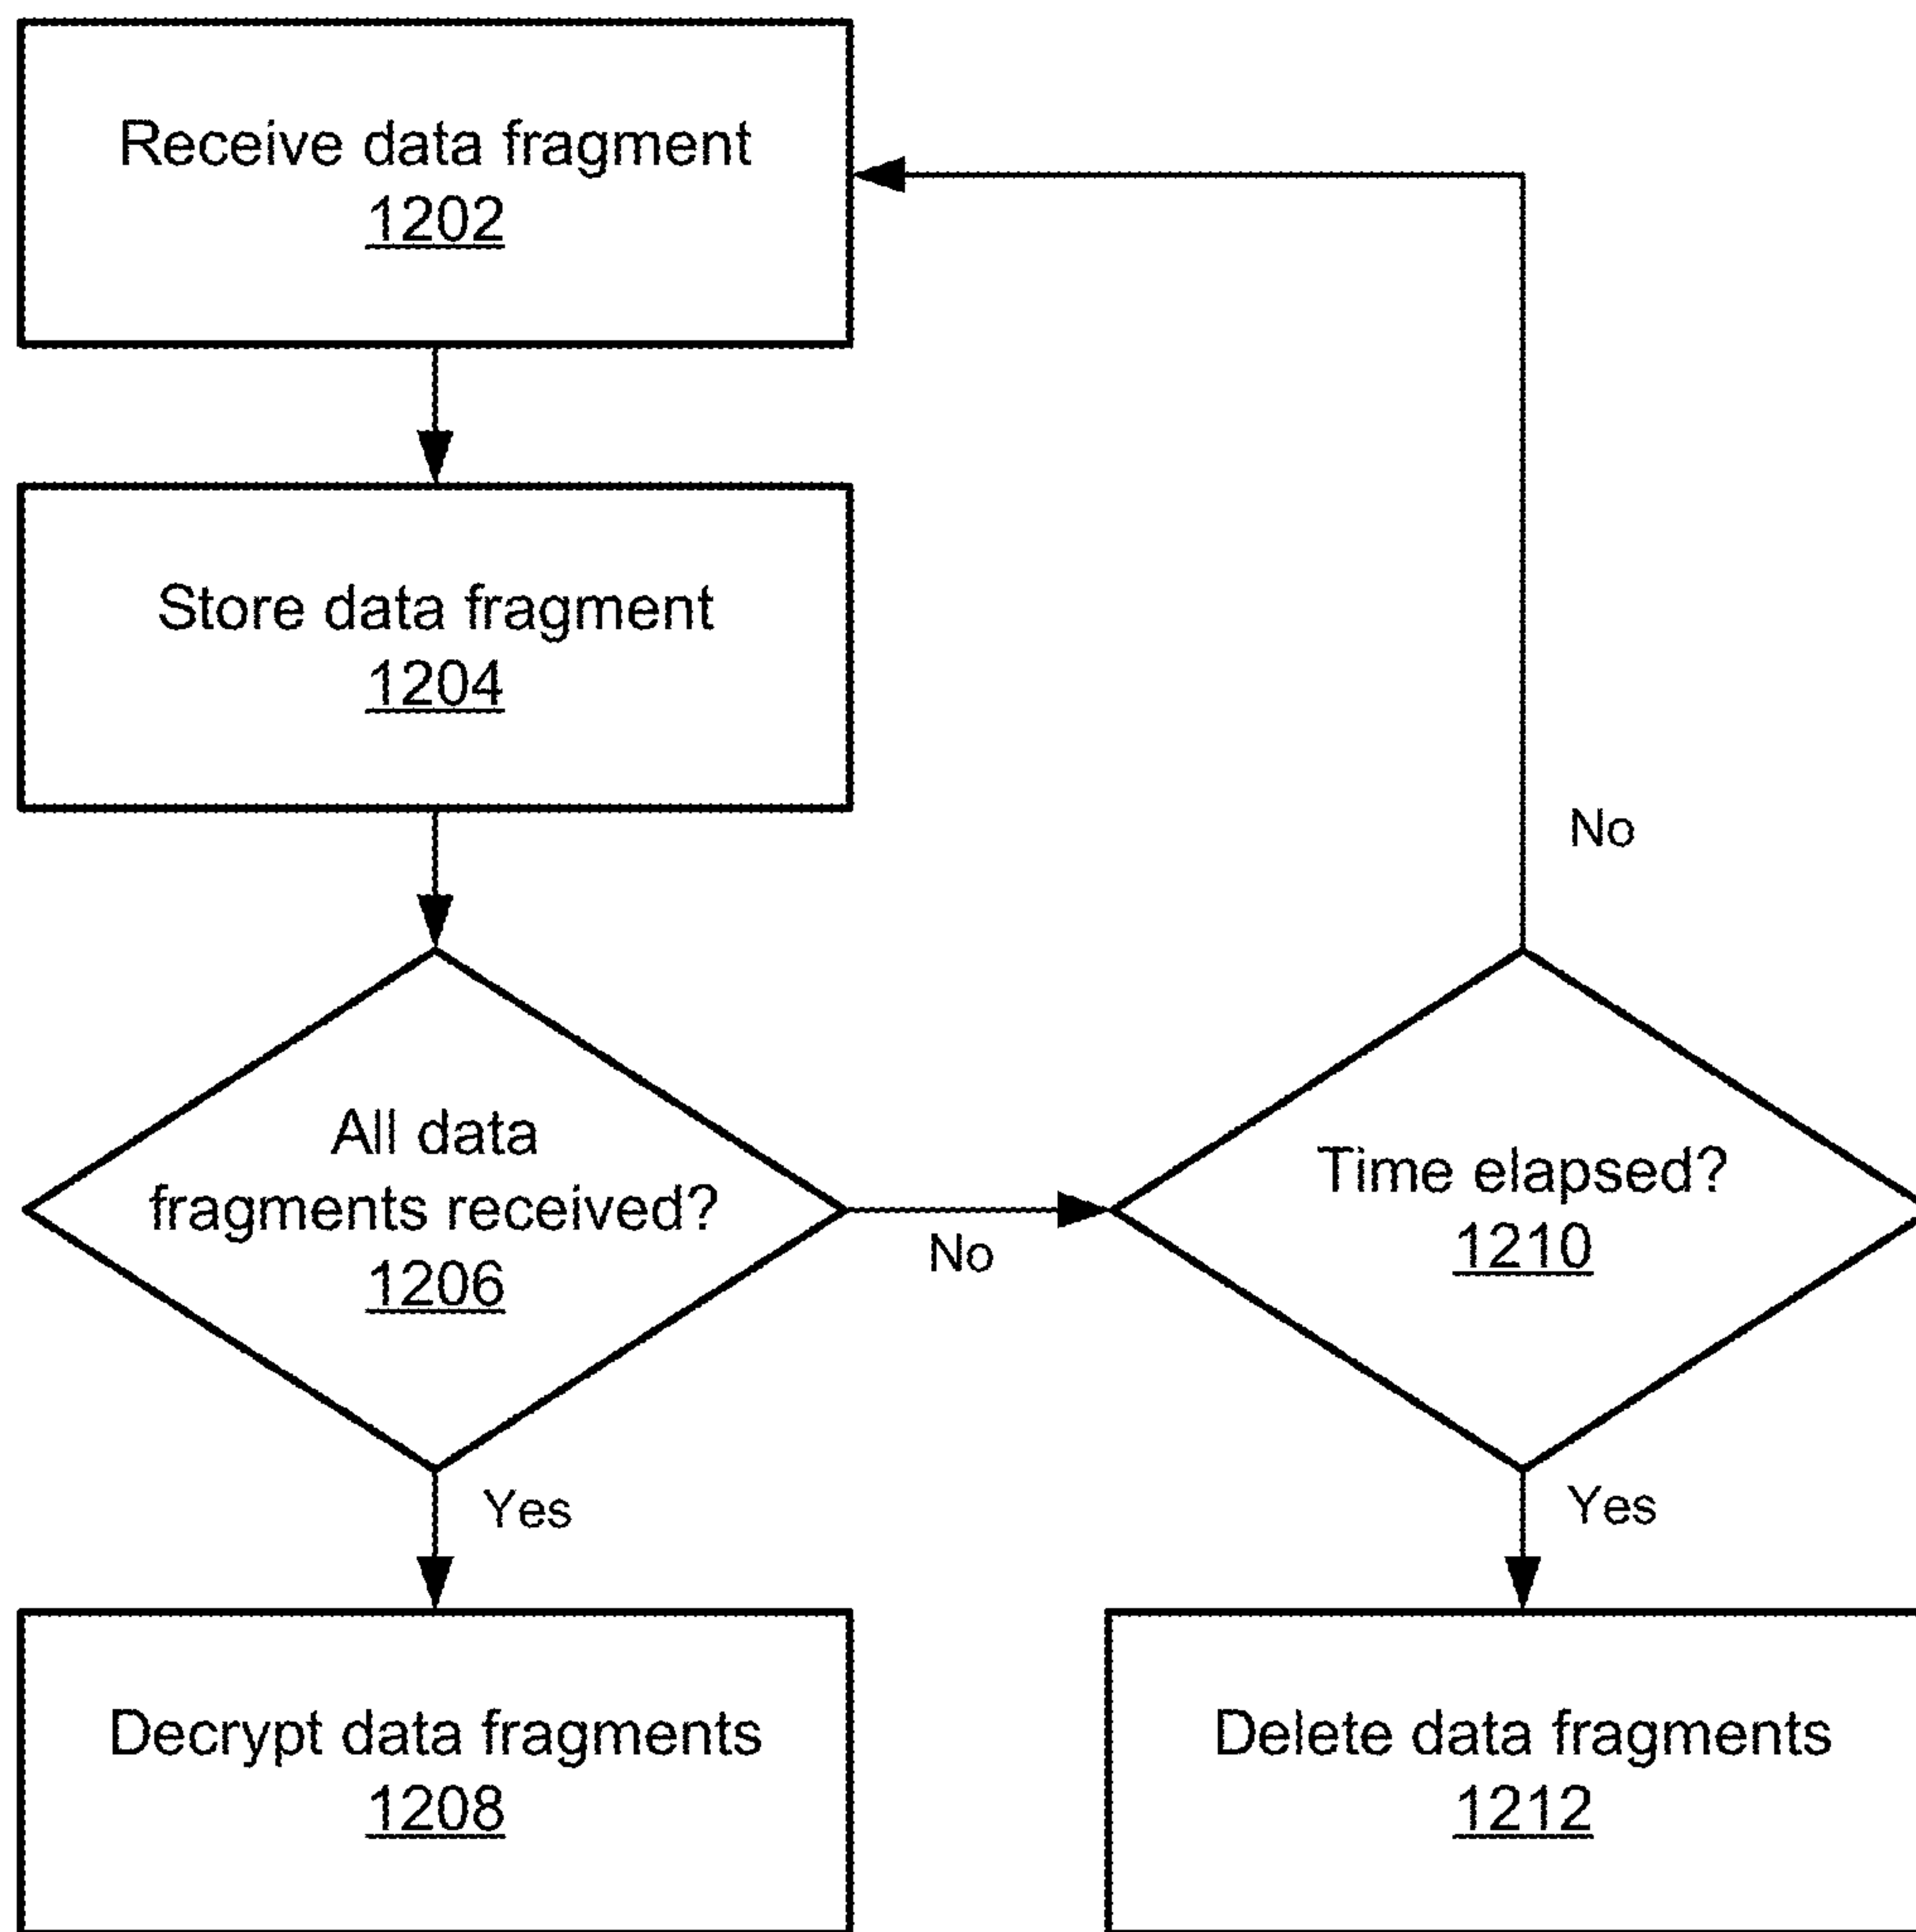 Receive data fragment
1202
Store data fragment
1204
No
All data
fragments received?
1206
No
Time elapsed?
1210
Yes
Yes
Decrypt data fragments
1208
Delete data fragments
1212